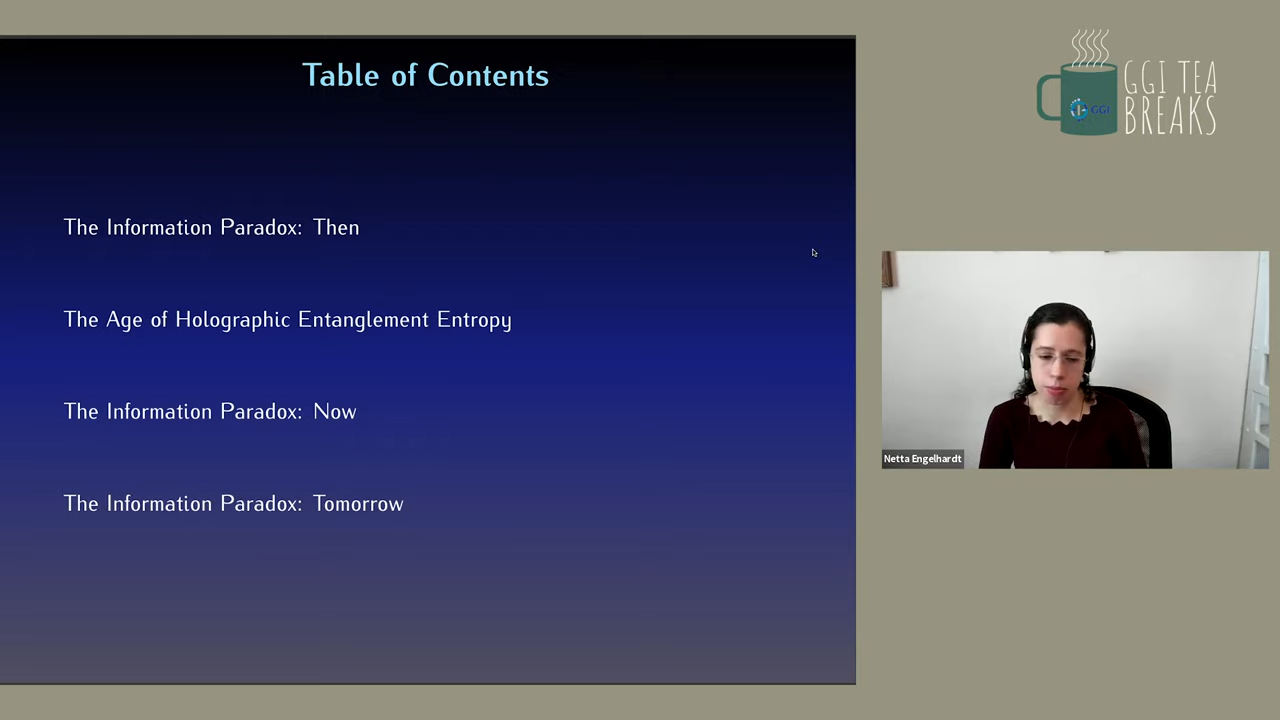 Table of Contents
The Information Paradox: Then
The Age of Holographic Entanglement Entropy
The Information Paradox: Now
The Information Paradox: Tomorrow
GGI TEA
BREAKS
GGI
Netta Engelhardt